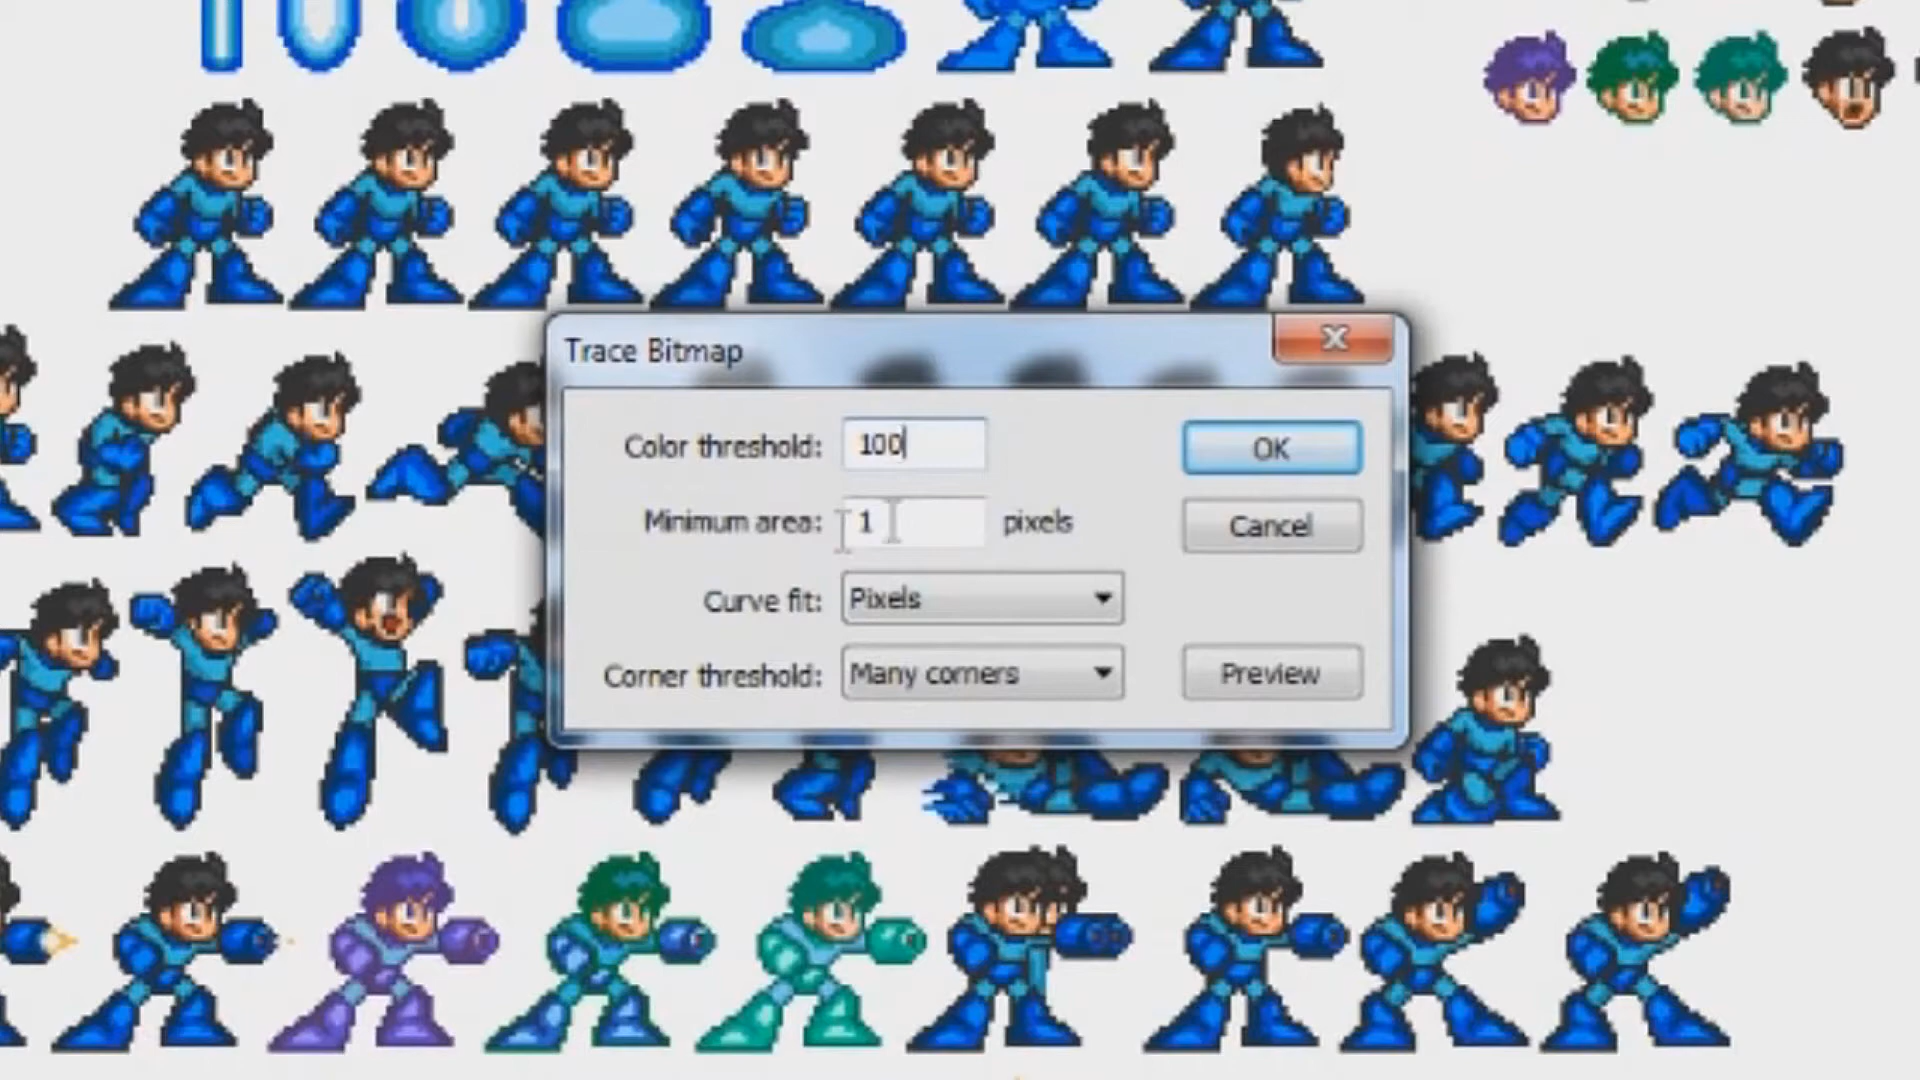 Trace Bitmap
Color threshold: 100 OK
Minimum area: 1 pixels Cancel
Curve fit: Pixels
Corner threshold: Many corners Preview